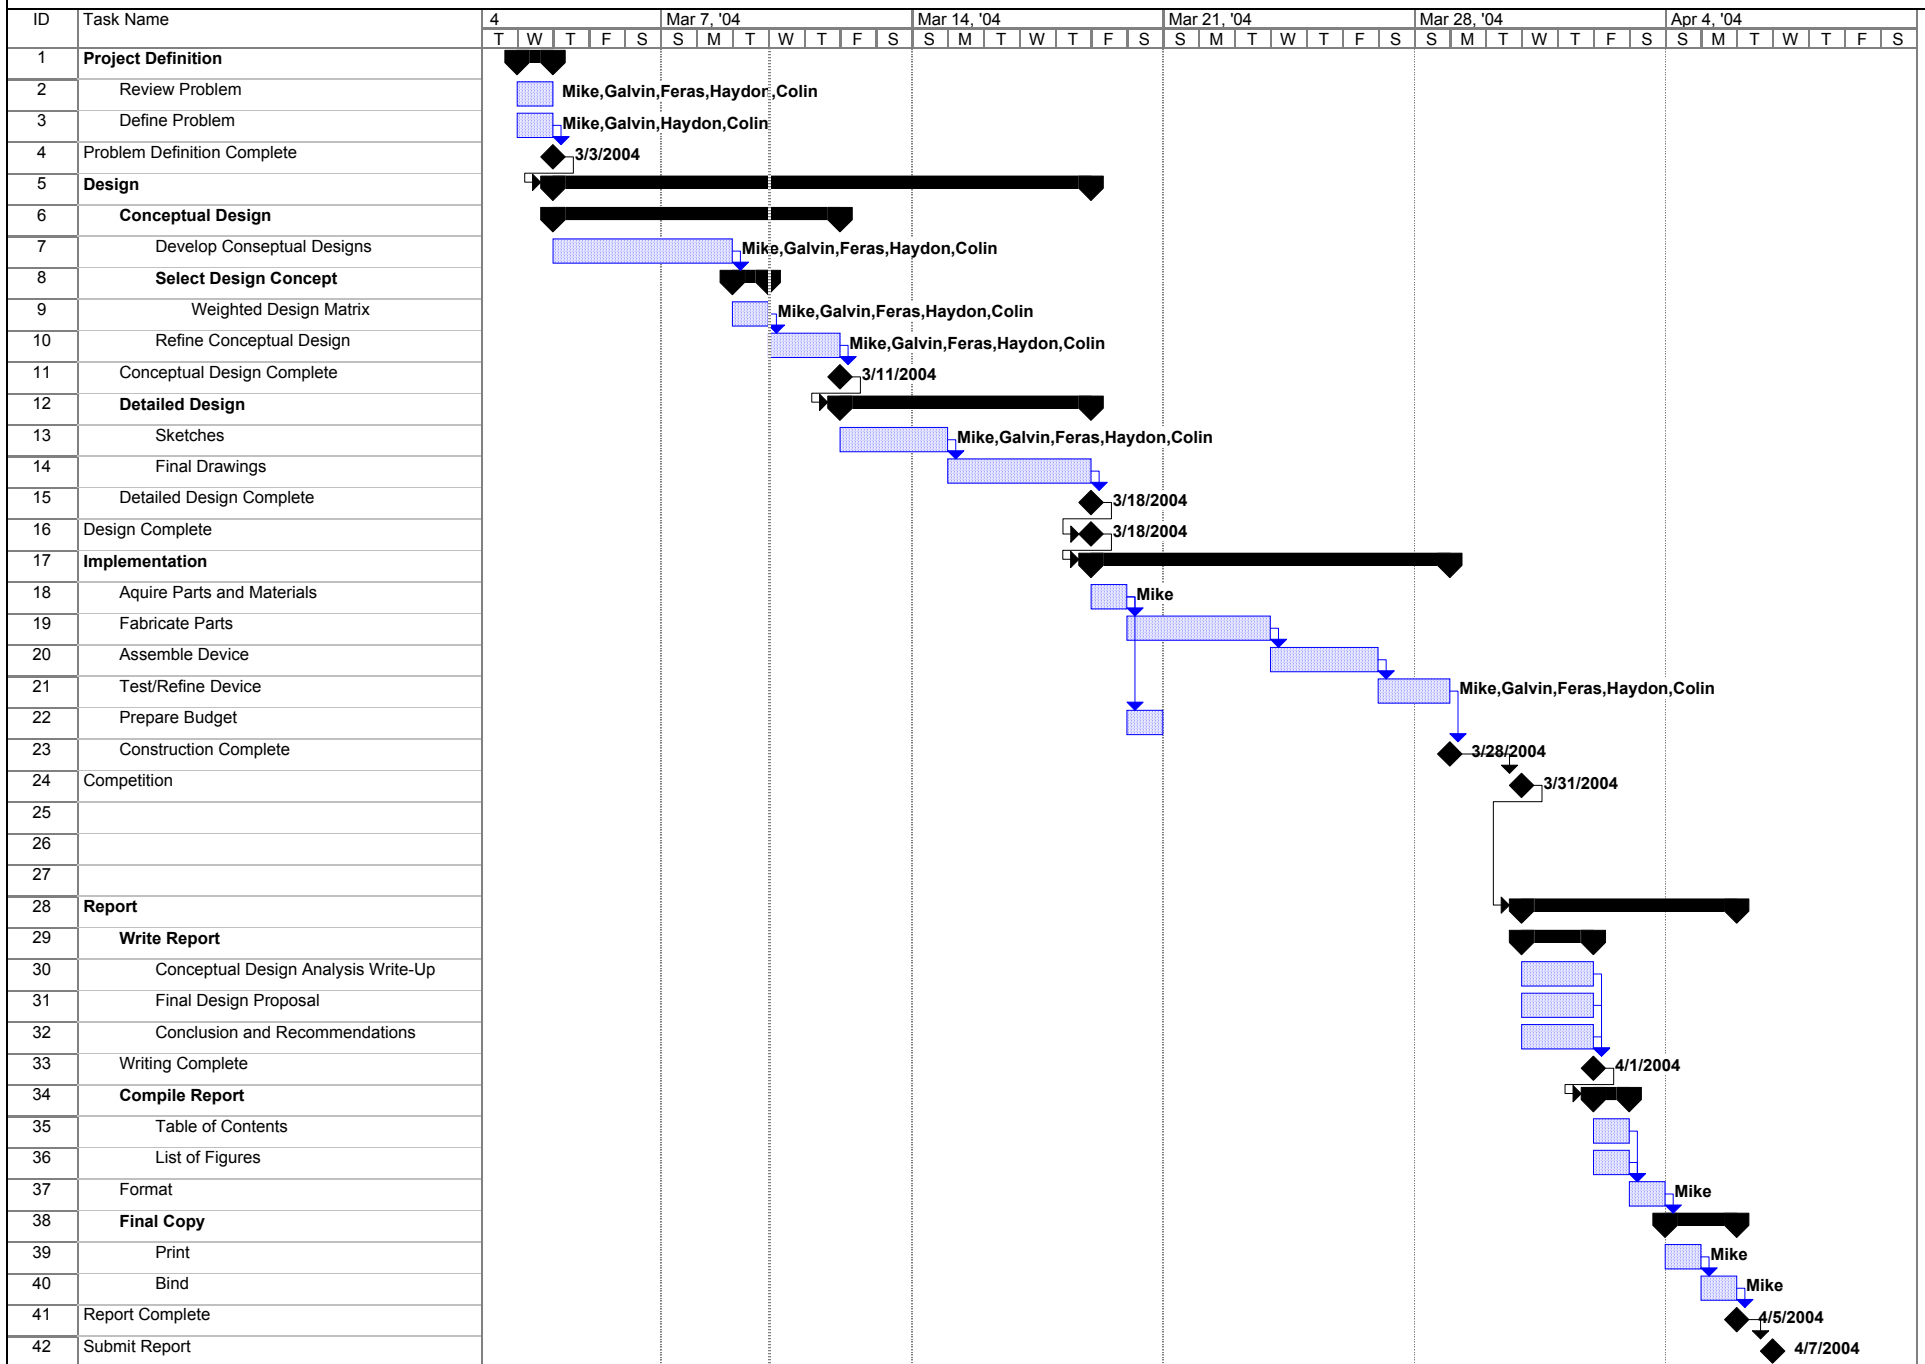 ID Task Name 4 Mar 7, '04 Mar 14, '04 Mar 21, '04 Mar 28, '04 Apr 4, '04
T W T F S S M T W T F S S M T W T F S S M T W T F S S M T W T F S S M T W T F S
1 Project Definition
2 Review Problem Mike,Galvin,Feras,Haydon,Colin
3 Define Problem Mike,Galvin,Haydon,Colin
4 Problem Definition Complete 3/3/2004
5 Design
6 Conceptual Design
7 Develop Conseptual Designs Mike,Galvin,Feras,Haydon,Colin
8 Select Design Concept
9 Weighted Design Matrix Mike,Galvin,Feras,Haydon,Colin
10 Refine Conceptual Design Mike,Galvin,Feras,Haydon,Colin
11 Conceptual Design Complete 3/11/2004
12 Detailed Design
13 Sketches Mike,Galvin,Feras,Haydon,Colin
14 Final Drawings
15 Detailed Design Complete 3/18/2004
16 Design Complete 3/18/2004
17 Implementation
18 Aquire Parts and Materials Mike
19 Fabricate Parts
20 Assemble Device
21 Test/Refine Device Mike,Galvin,Feras,Haydon,Colin
22 Prepare Budget
23 Construction Complete 3/28/2004
24 Competition 3/31/2004
25
26
27
28 Report
29 Write Report
30 Conceptual Design Analysis Write-Up
31 Final Design Proposal
32 Conclusion and Recommendations
33 Writing Complete 4/1/2004
34 Compile Report
35 Table of Contents
36 List of Figures
37 Format Mike
38 Final Copy
39 Print Mike
40 Bind Mike
41 Report Complete 4/5/2004
42 Submit Report 4/7/2004